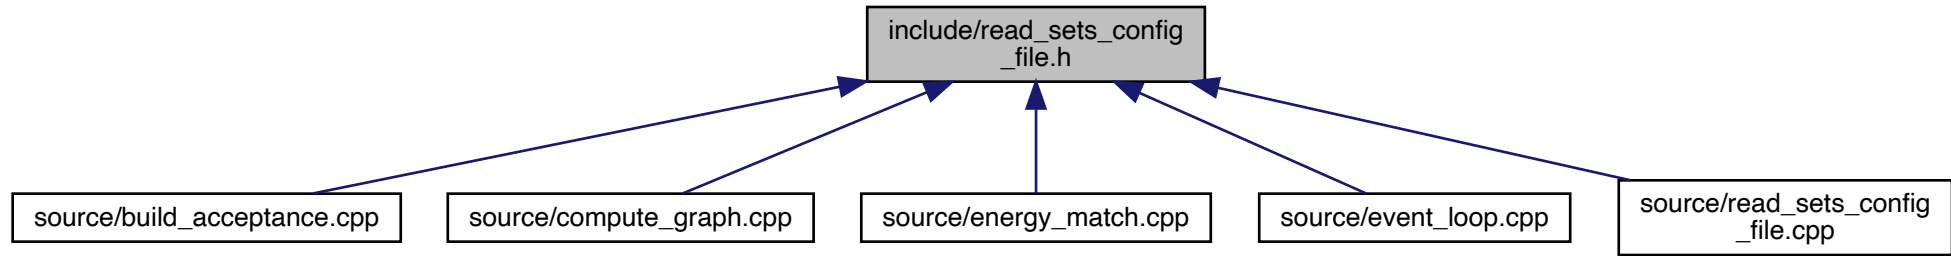 include/read_sets_config
_file.h
source/build_acceptance.cpp
source/compute_graph.cpp
source/energy_match.cpp
source/event_loop.cpp
source/read_sets_config
_file.cpp